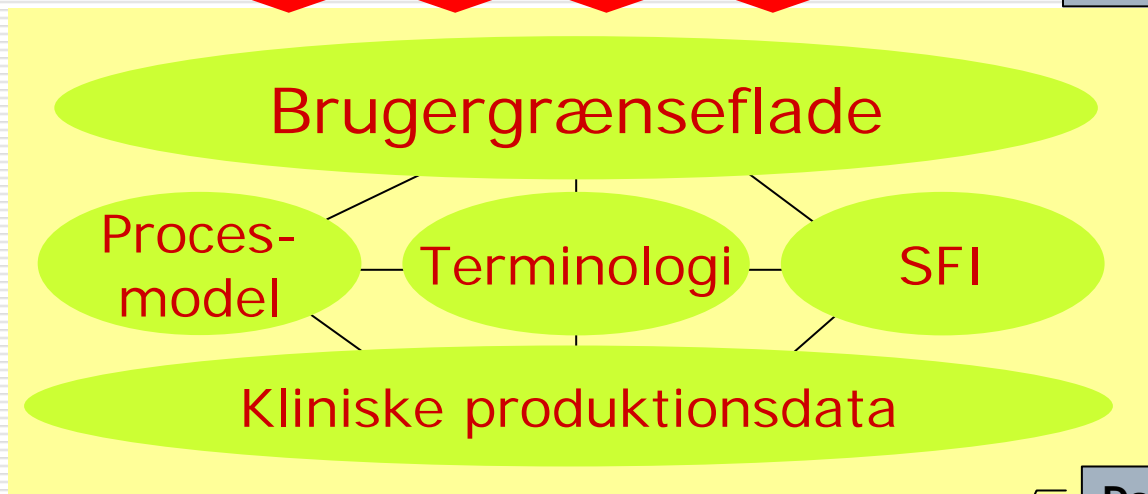 Brugergrænseflade
Proces-
model
Terminologi
SFI
Kliniske produktionsdata